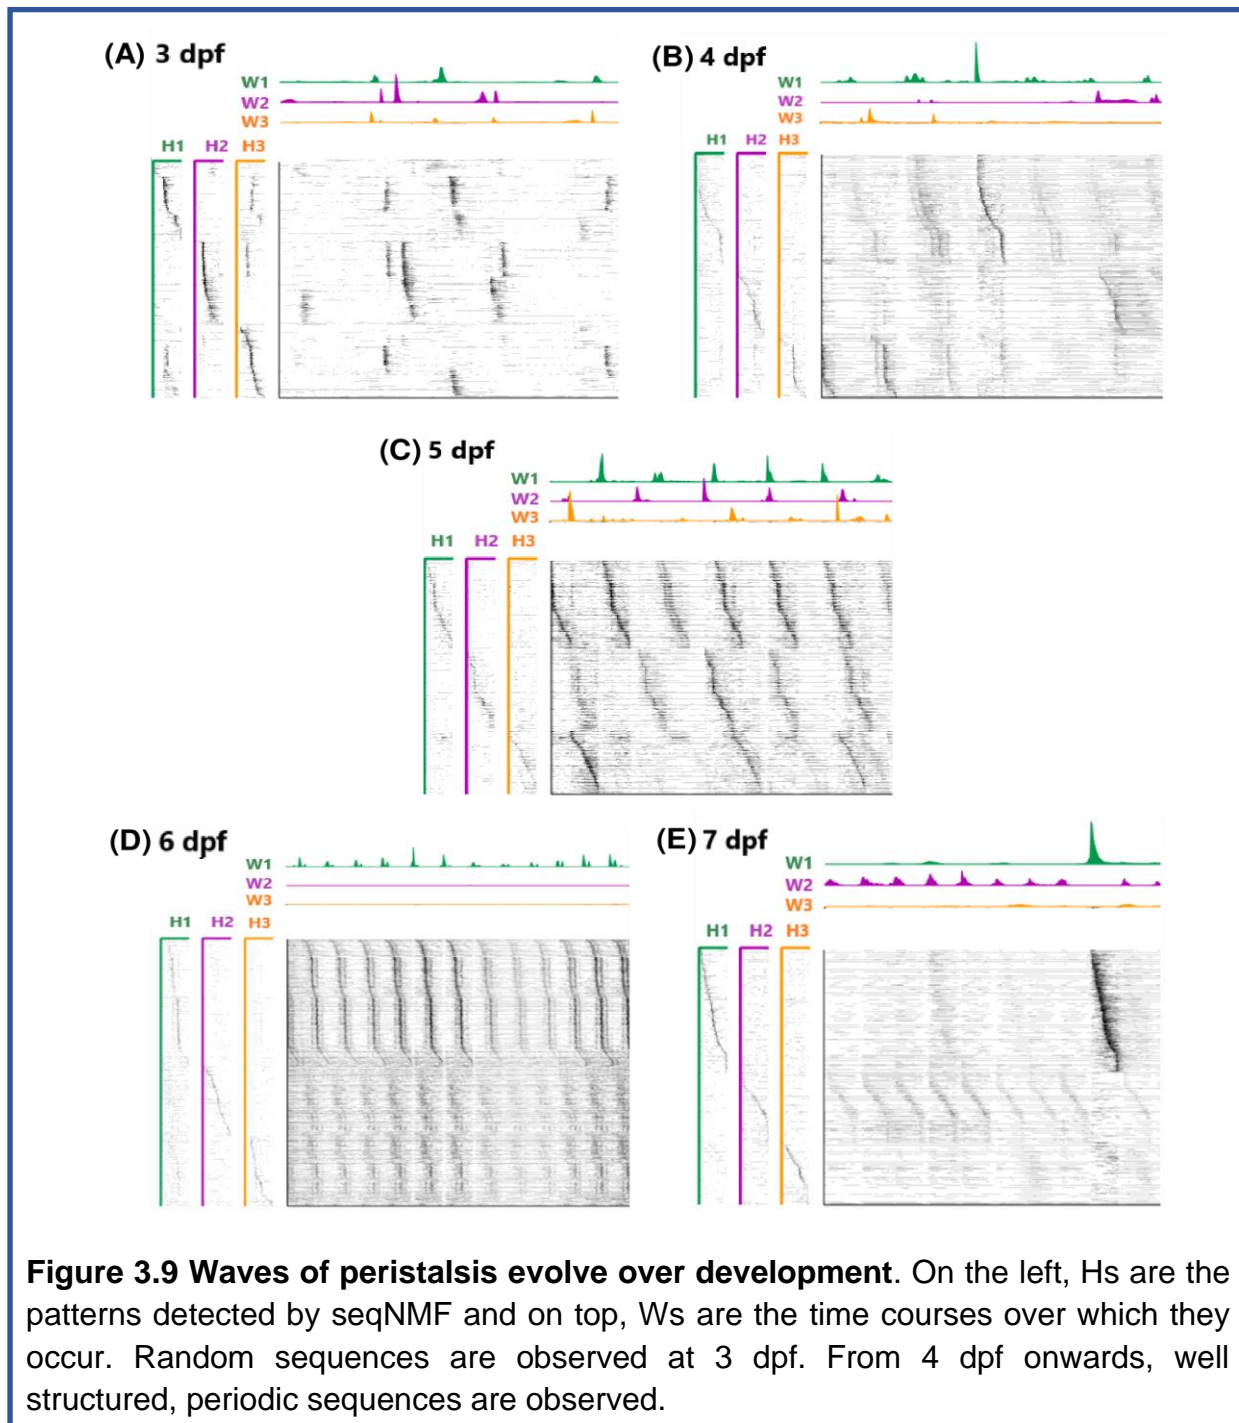 (A) 3 dpf
W1
W2
W3
H1 H2 H3
(B) 4 dpf
W1
W2
W3
H1 H2 H3
(C) 5 dpf
W1
W2
W3
H1 H2 H3
(D) 6 dpf
W1
W2
W3
H1 H2 H3
(E) 7 dpf
W1
W2
W3
H1 H2 H3
Figure 3.9 Waves of peristalsis evolve over development. On the left, Hs are the
patterns detected by seqNMF and on top, Ws are the time courses over which they
occur. Random sequences are observed at 3 dpf. From 4 dpf onwards, well
structured, periodic sequences are observed.